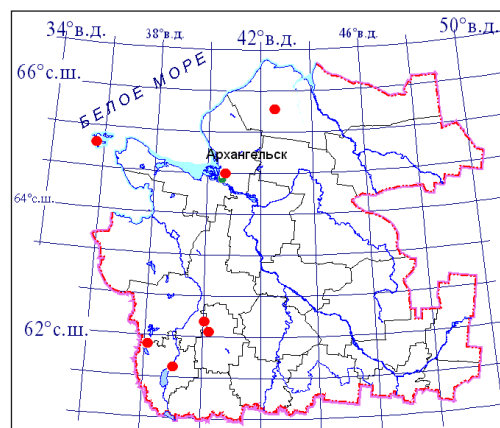 34°в.д.
38°в.д.
42°в.д.
46°в.д.
50°в.д.
66°с.ш.
БЕЛОЕ МОРЕ
Архангельск
64°с.ш.
62°с.ш.